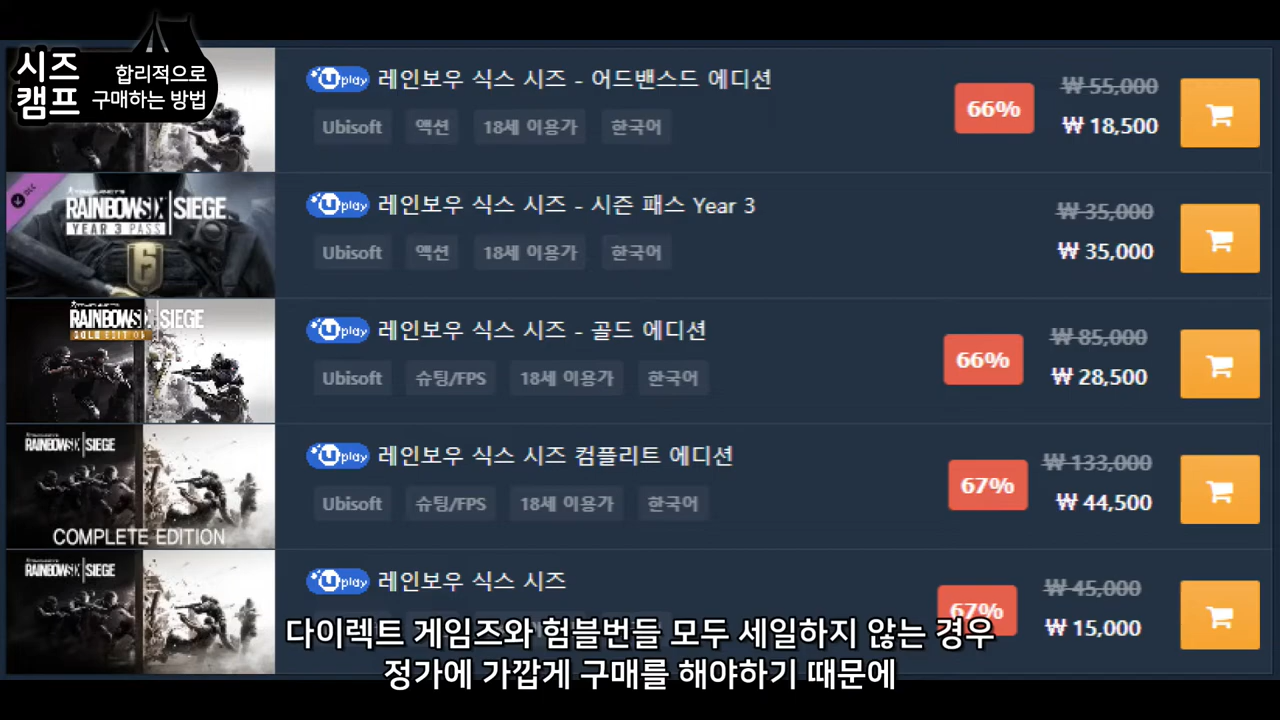 시즈
캠프
합리적으로
구매하는 방법
Uplay 레인보우 식스 시즈 - 어드밴스드 에디션
Ubisoft 액션 18세 이용가 한국어
66%
₩ 55,000
₩ 18,500
DLC
RAINBOW SIX | SIEGE
YEAR 3 PASS
6
Uplay 레인보우 식스 시즈 - 시즌 패스 Year 3
Ubisoft 액션 18세 이용가 한국어
₩ 35,000
₩ 35,000
RAINBOW SIX SIEGE
GOLD EDITION
Uplay 레인보우 식스 시즈 - 골드 에디션
Ubisoft 슈팅/FPS 18세 이용가 한국어
66%
₩ 85,000
₩ 28,500
RAINBOW SIX | SIEGE
COMPLETE EDITION
Uplay 레인보우 식스 시즈 컴플리트 에디션
Ubisoft 슈팅/FPS 18세 이용가 한국어
67%
₩ 133,000
₩ 44,500
RAINBOW SIX | SIEGE
Uplay 레인보우 식스 시즈
67%
₩ 45,000
₩ 15,000
다이렉트 게임즈와 험블번들 모두 세일하지 않는 경우
정가에 가깝게 구매를 해야하기 때문에